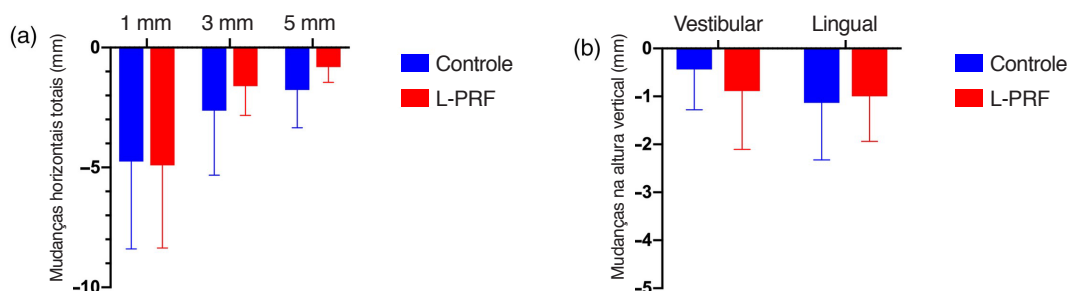 (a)
1 mm 3 mm 5 mm
Mudanças horizontais totais (mm)
0
–5
–10
Controle
L-PRF
(b)
Vestibular Lingual
Mudanças na altura vertical (mm)
0
-1
-2
-3
-4
-5
Controle
L-PRF